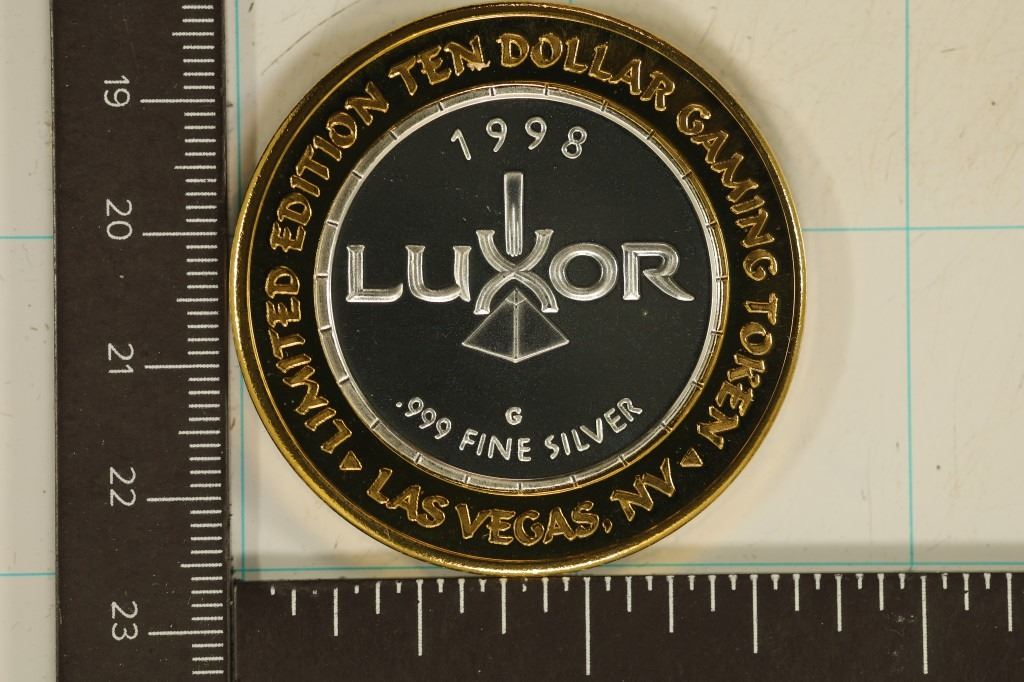 LIMITED EDITION TEN DOLLAR GAMING TOKEN
1998
LUXOR
G
.999 FINE SILVER
LAS VEGAS, NV
19
20
21
22
23